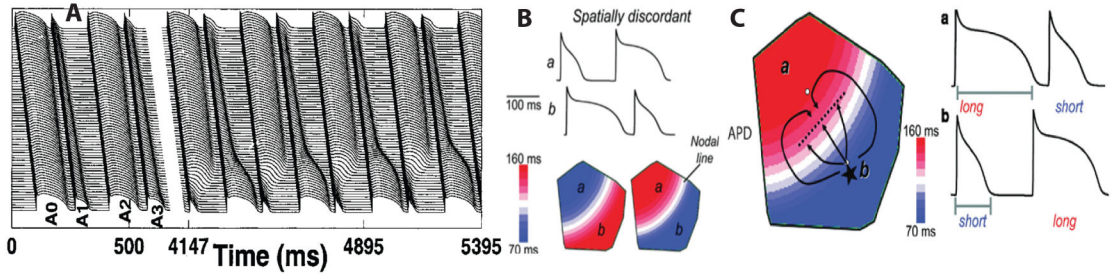 A
A0
A1
A2
A3
0
500
4147
4895
5395
Time (ms)
B
Spatially discordant
a
b
100 ms
Nodal
line
160 ms
70 ms
a
b
a
b
C
APD
a
b
160 ms
70 ms
a
long
short
b
short
long